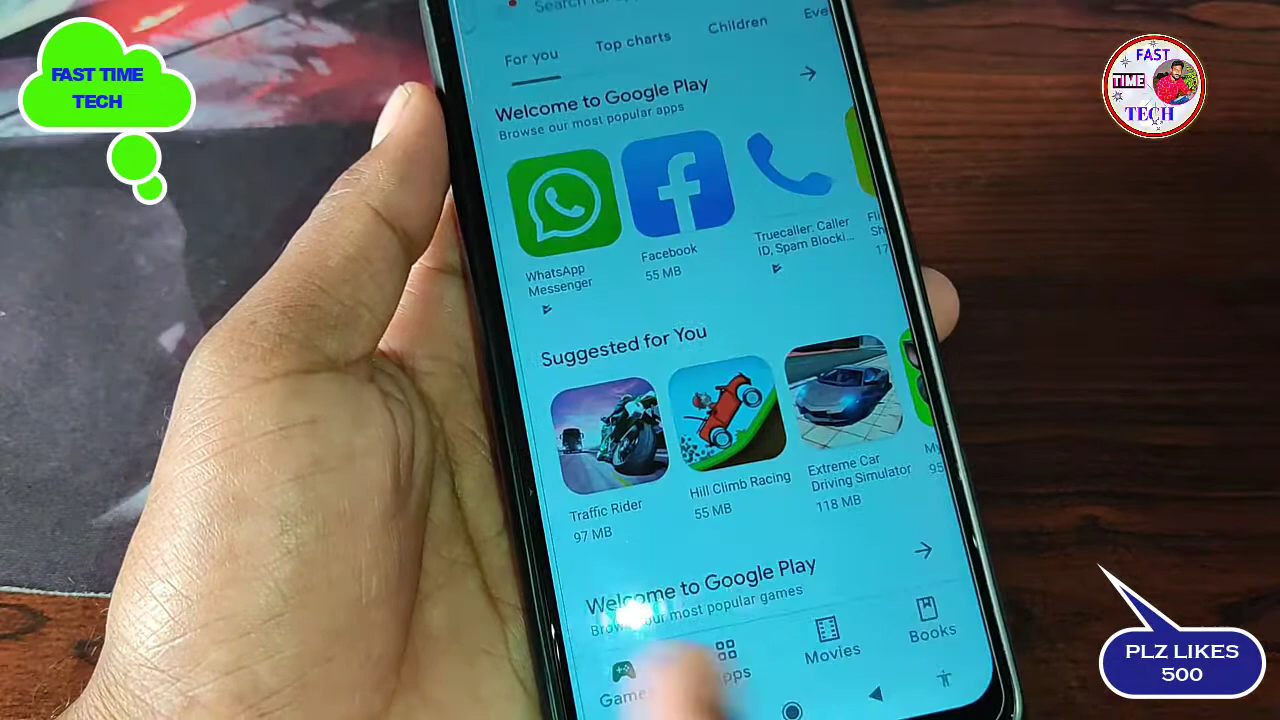 FAST TIME
TECH
FAST
TIME
TECH
Search for
For you
Top charts
Children
Welcome to Google Play
Browse our most popular apps
WhatsApp
Messenger
Facebook
55 MB
Truecaller: Caller
ID, Spam Blocki...
Suggested for You
Traffic Rider
97 MB
Hill Climb Racing
55 MB
Extreme Car
Driving Simulator
118 MB
Welcome to Google Play
most popular games
Movies
Books
PLZ LIKES
500